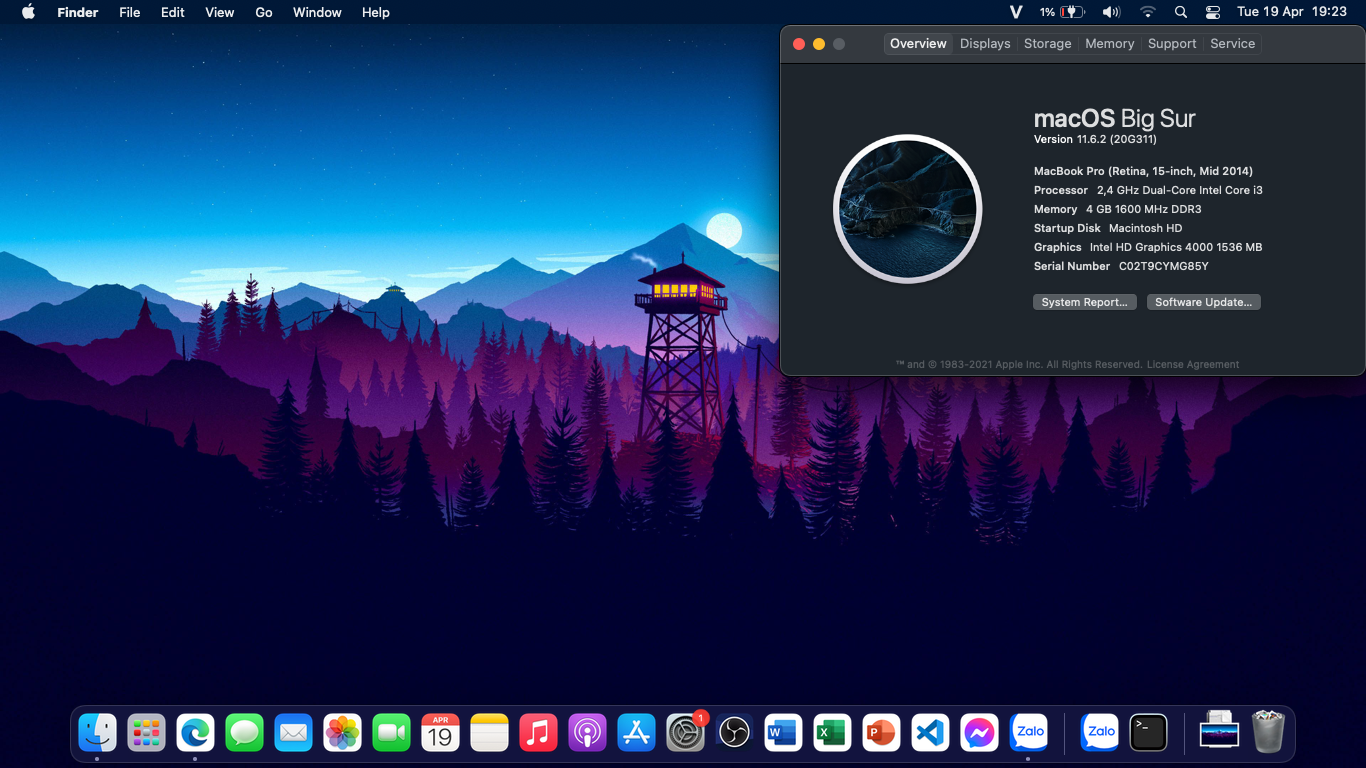 Finder File Edit View Go Window Help V 1% Tue 19 Apr 19:23
Overview Displays Storage Memory Support Service
macOS Big Sur
Version 11.6.2 (20G311)
MacBook Pro (Retina, 15-inch, Mid 2014)
Processor 2,4 GHz Dual-Core Intel Core i3
Memory 4 GB 1600 MHz DDR3
Startup Disk Macintosh HD
Graphics Intel HD Graphics 4000 1536 MB
Serial Number C02T9CYMG85Y
System Report... Software Update...
™ and © 1983-2021 Apple Inc. All Rights Reserved. License Agreement
APR
19
1
W
X
P
Zalo
Zalo
>_